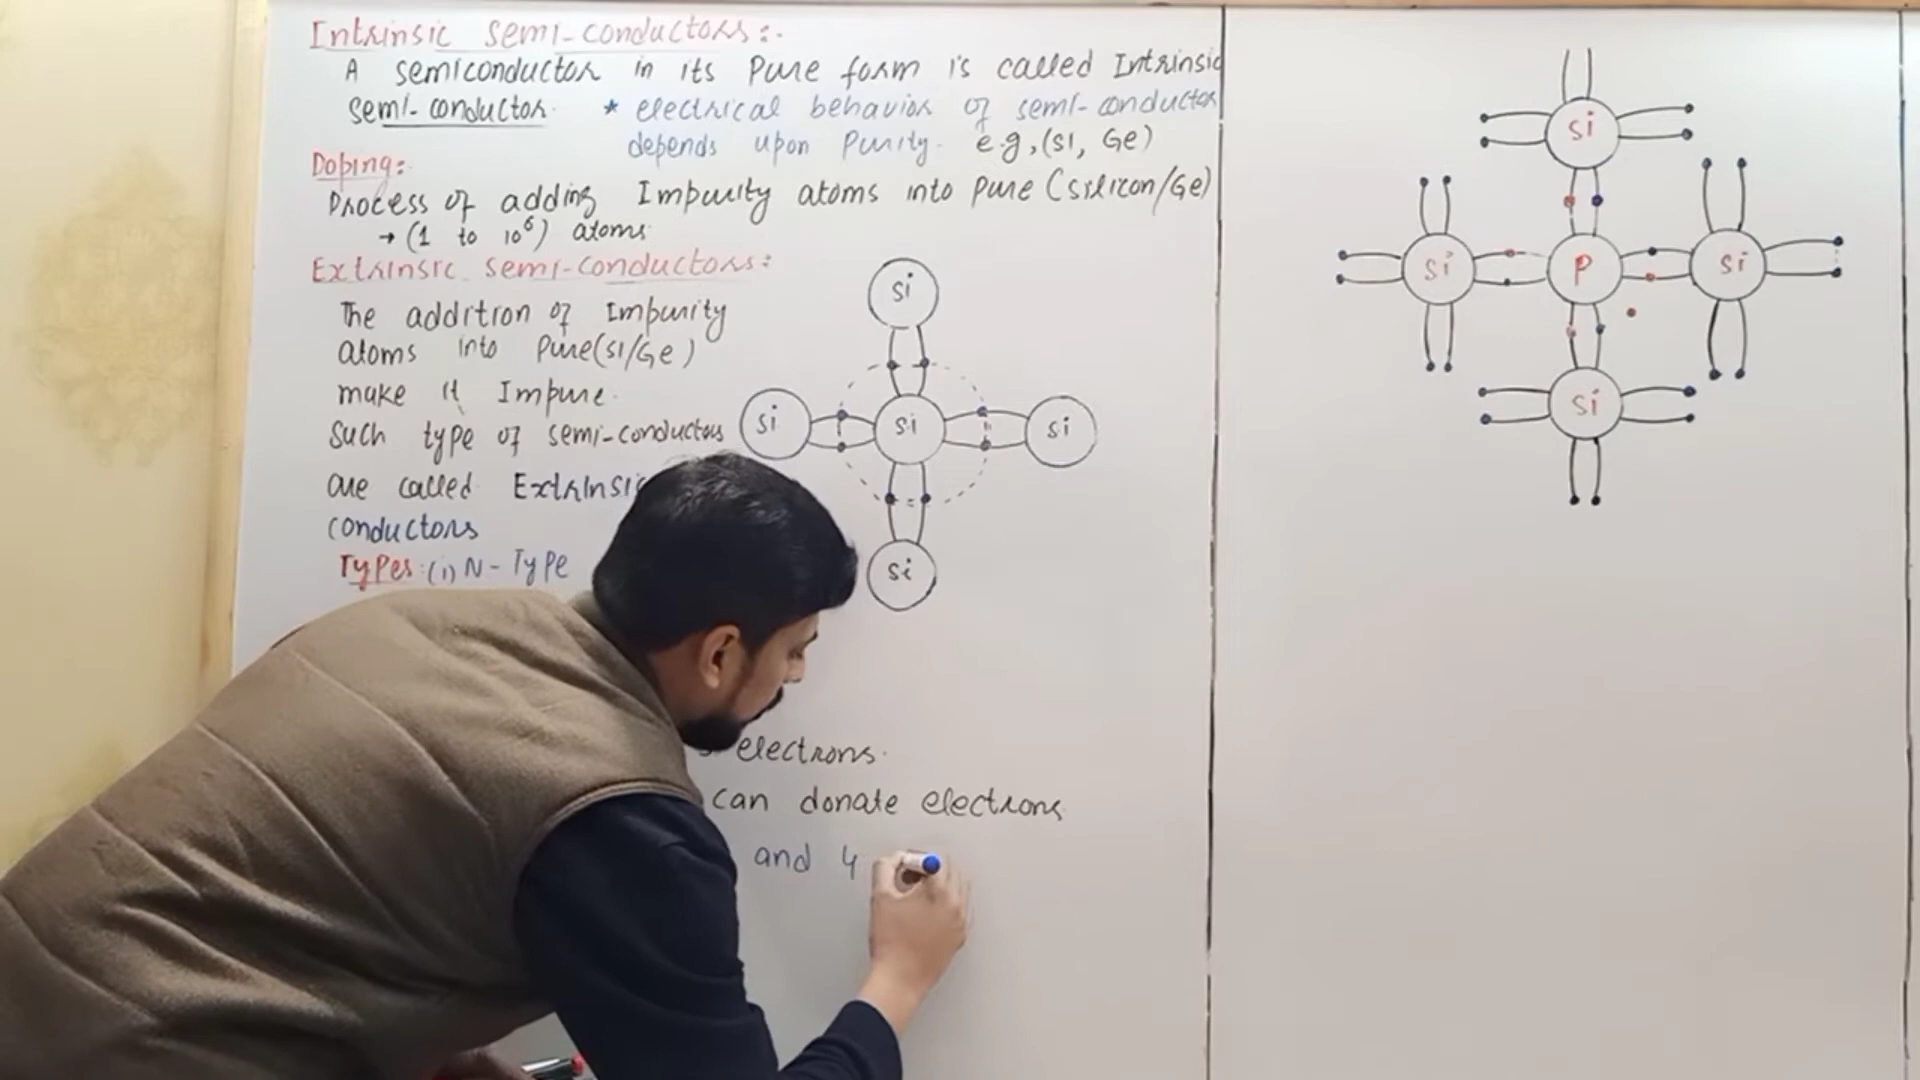 Intrinsic semi-conductors:-
A semiconductor in its Pure form is called Intrinsic
semi-conductor.
* electrical behavior of semi-conductor
depends upon Purity. e.g,(Si, Ge)
Doping:
Process of adding Impurity atoms into Pure (Silicon/Ge)
→ (1 to 10⁶) atoms
Extrinsic semi-conductors:
The addition of Impurity
atoms into Pure(Si/Ge)
make it Impure.
Such type of semi-conductors
are called Extrinsic
conductors
Types:(i) N-Type
electrons.
can donate electrons
and 4
Si
Si
Si
Si
Si
Si
Si
P
Si
Si